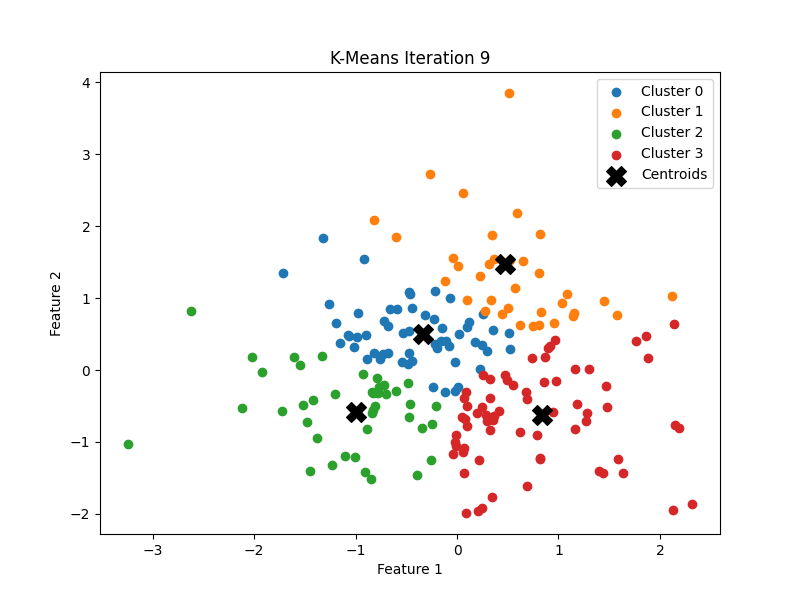 K-Means Iteration 9
Cluster 0
Cluster 1
Cluster 2
Cluster 3
Centroids
Feature 2
4
3
2
1
0
−1
−2
−3
−2
−1
0
1
2
Feature 1